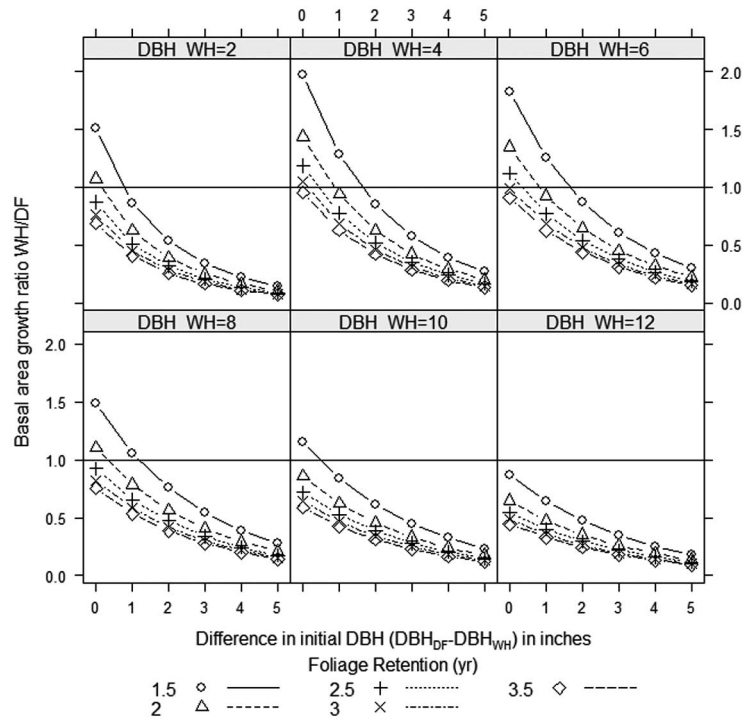 0 1 2 3 4 5
DBH WH=2 DBH WH=4 DBH WH=6
2.0
1.5
1.0
0.5
0.0
DBH WH=8 DBH WH=10 DBH WH=12
2.0
1.5
1.0
0.5
0.0
Basal area growth ratio WH/DF
0 1 2 3 4 5 0 1 2 3 4 5
Difference in initial DBH (DBH_DF-DBH_WH) in inches
Foliage Retention (yr)
1.5 2.5 3.5
2 3